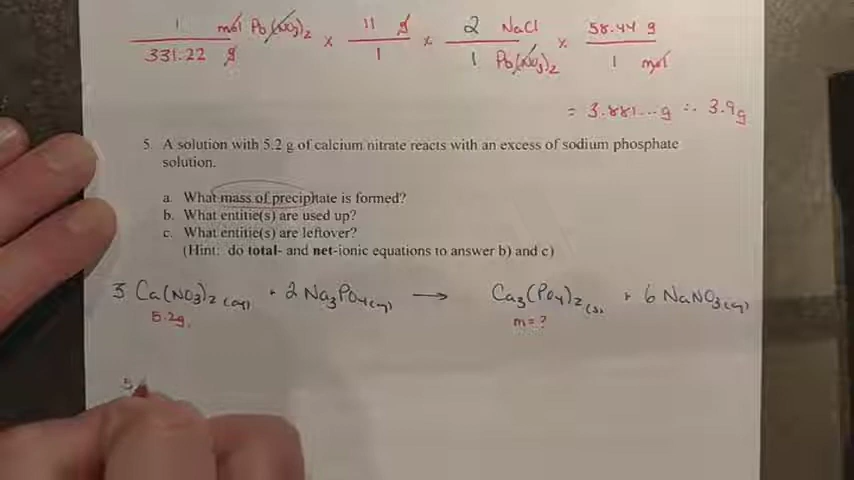 1 mol Pb(NO3)2 × 11 g × 2 NaCl × 58.44 g
331.22 g 1 1 Pb(NO3)2 1 mol
= 3.881...g ∴ 3.9g
5. A solution with 5.2 g of calcium nitrate reacts with an excess of sodium phosphate
solution.
a. What mass of precipitate is formed?
b. What entitie(s) are used up?
c. What entitie(s) are leftover?
(Hint: do total- and net-ionic equations to answer b) and c)
3 Ca(NO3)2 (aq) + 2 Na3PO4(aq) → Ca3(PO4)2(s) + 6 NaNO3(aq)
5.2g m=?
5.